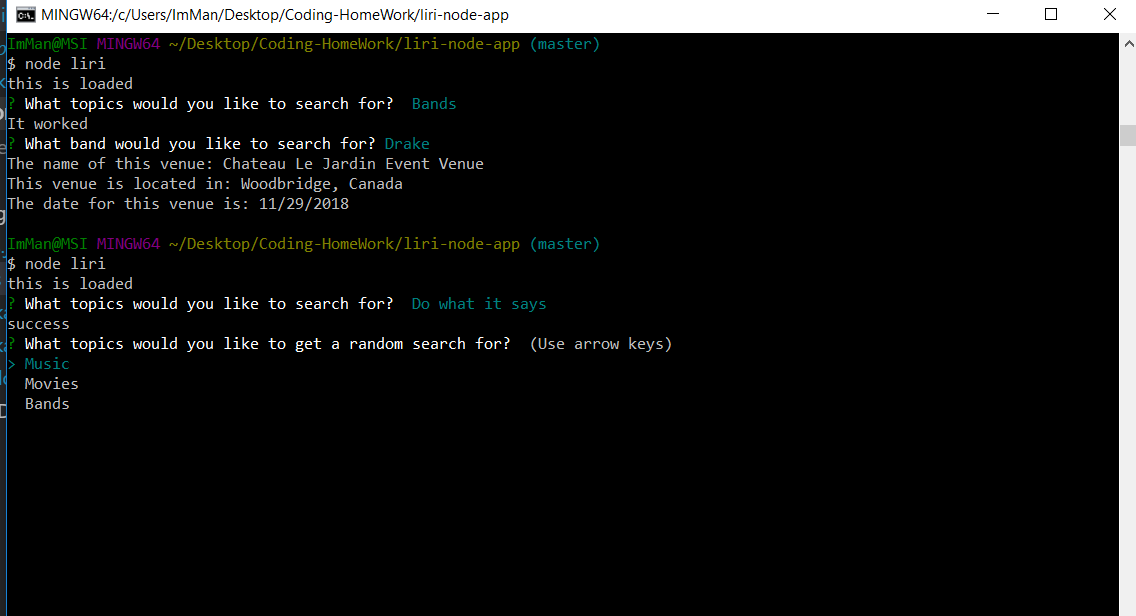 MINGW64:/c/Users/ImMan/Desktop/Coding-HomeWork/liri-node-app
ImMan@MSI MINGW64 ~/Desktop/Coding-HomeWork/liri-node-app (master)
$ node liri
this is loaded
? What topics would you like to search for?  Bands
It worked
? What band would you like to search for? Drake
The name of this venue: Chateau Le Jardin Event Venue
This venue is located in: Woodbridge, Canada
The date for this venue is: 11/29/2018
ImMan@MSI MINGW64 ~/Desktop/Coding-HomeWork/liri-node-app (master)
$ node liri
this is loaded
? What topics would you like to search for?  Do what it says
success
? What topics would you like to get a random search for?  (Use arrow keys)
> Music
Movies
Bands